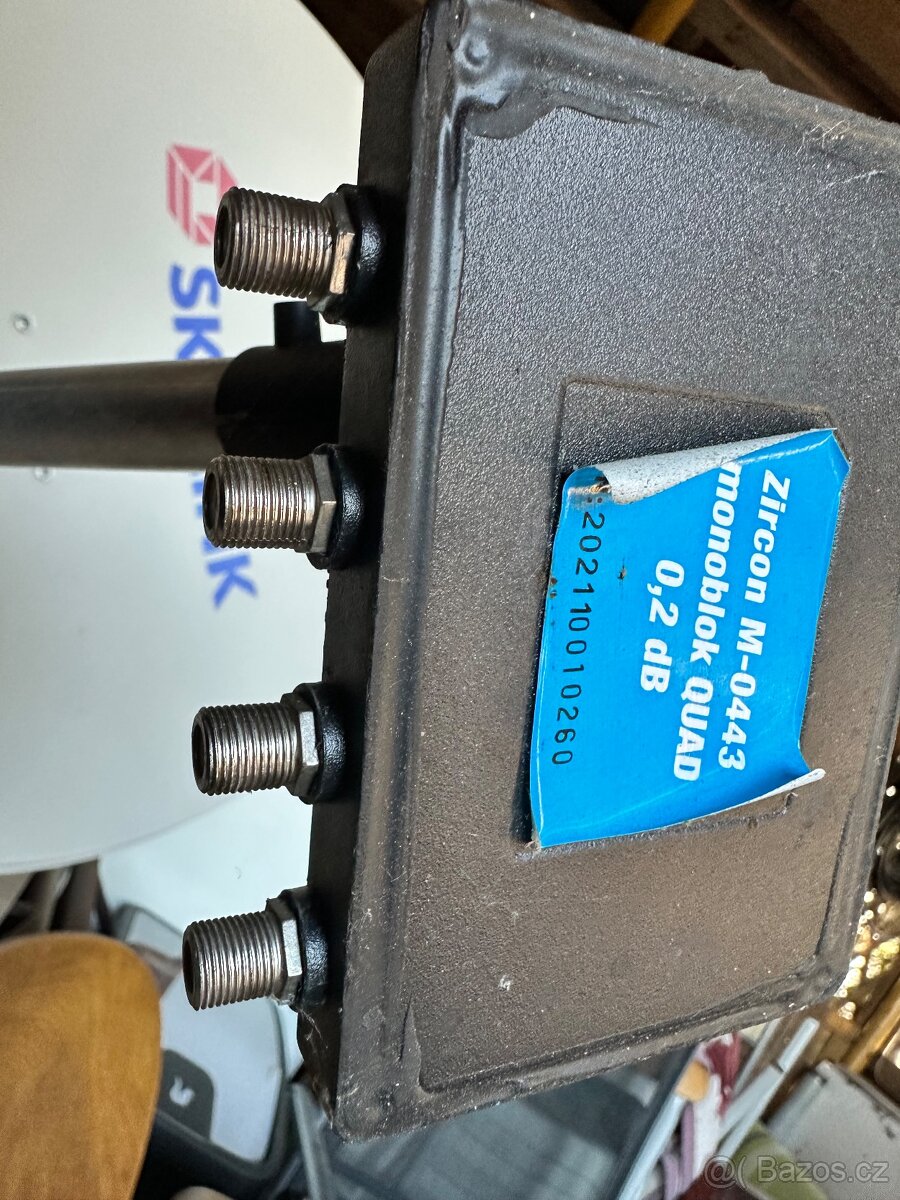 Zircon M-0443
monoblok QUAD
0,2 dB
202110010260
SK
K
@( Bazos.cz